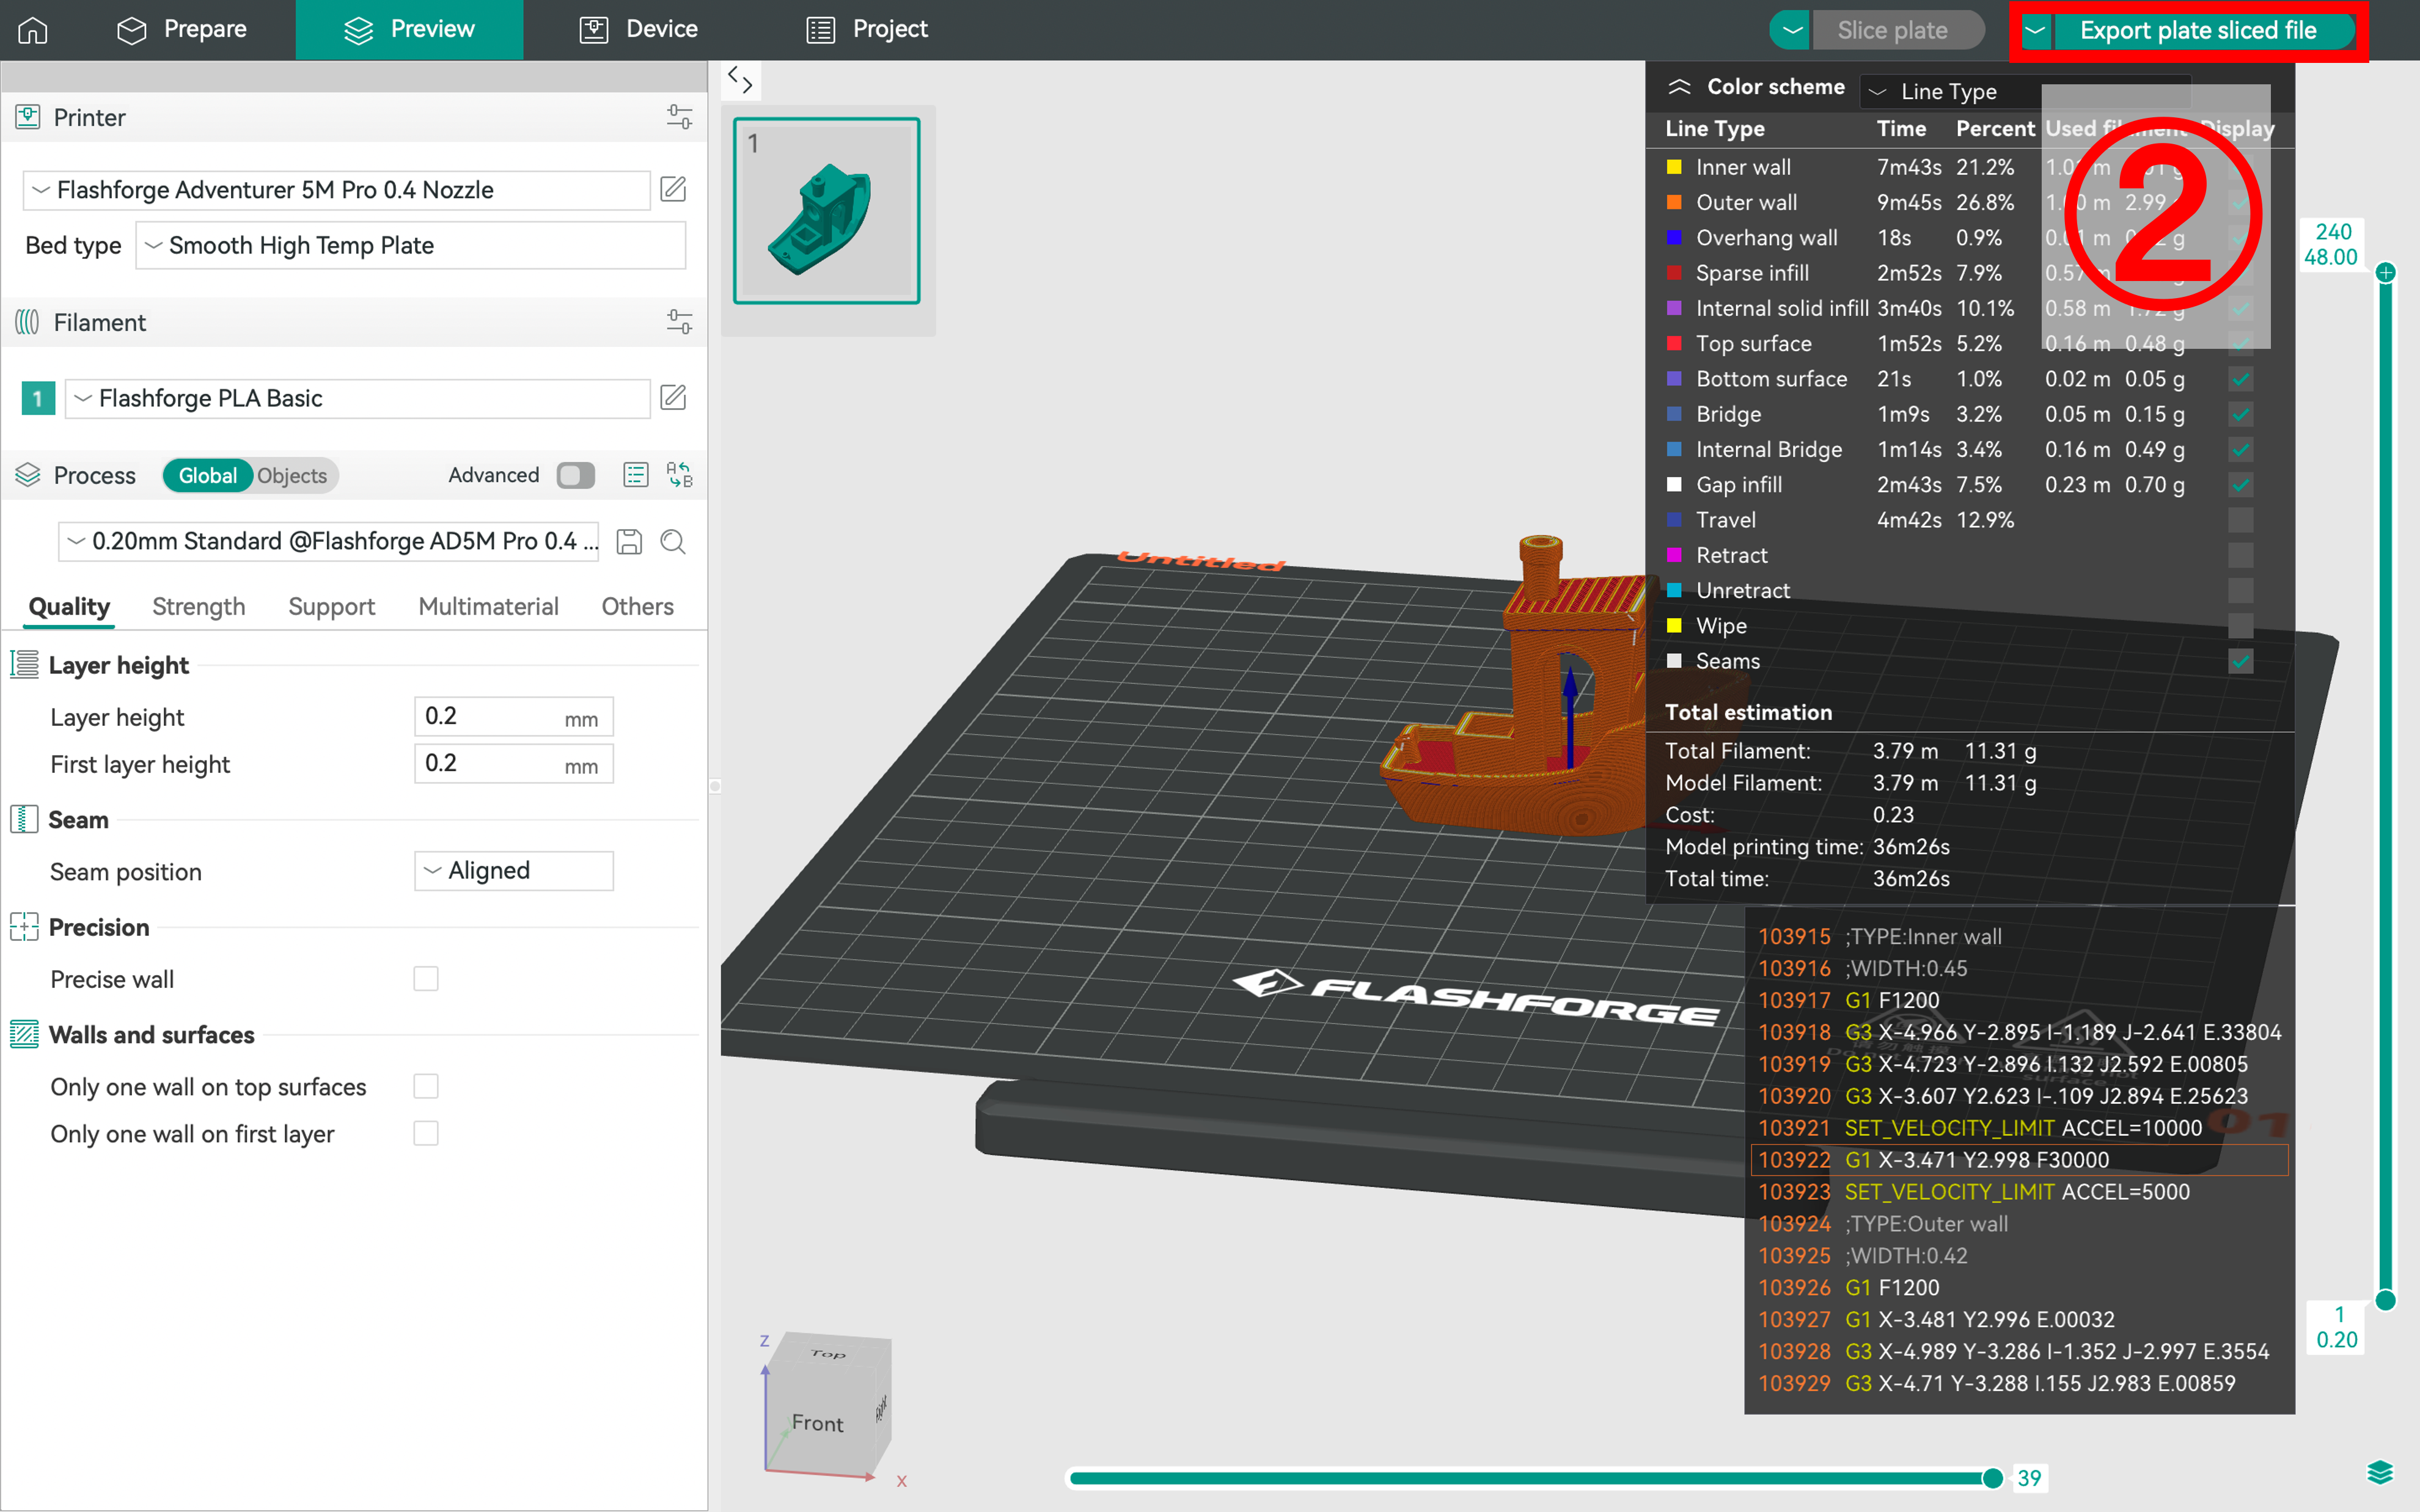 Prepare
Preview
Device
Project
Slice plate
Export plate sliced file
Printer
Flashforge Adventurer 5M Pro 0.4 Nozzle
Bed type
Smooth High Temp Plate
Filament
1
Flashforge PLA Basic
Process
Global
Objects
Advanced
0.20mm Standard @Flashforge AD5M Pro 0.4 ...
Quality
Strength
Support
Multimaterial
Others
Layer height
Layer height 0.2 mm
First layer height 0.2 mm
Seam
Seam position Aligned
Precision
Precise wall
Walls and surfaces
Only one wall on top surfaces
Only one wall on first layer
1
Untitled
FLASHFORGE
01
Color scheme Line Type
Line Type Time Percent Display
②
Inner wall 7m43s 21.2%
Outer wall 9m45s 26.8% 2.99
Overhang wall 18s 0.9%
Sparse infill 2m52s 7.9% 0.57 m
Internal solid infill 3m40s 10.1% 0.58 m 1.72 g
Top surface 1m52s 5.2% 0.16 m 0.48 g
Bottom surface 21s 1.0% 0.02 m 0.05 g
Bridge 1m9s 3.2% 0.05 m 0.15 g
Internal Bridge 1m14s 3.4% 0.16 m 0.49 g
Gap infill 2m43s 7.5% 0.23 m 0.70 g
Travel 4m42s 12.9%
Retract
Unretract
Wipe
Seams
Total estimation
Total Filament: 3.79 m 11.31 g
Model Filament: 3.79 m 11.31 g
Cost: 0.23
Model printing time: 36m26s
Total time: 36m26s
103915 ;TYPE:Inner wall
103916 ;WIDTH:0.45
103917 G1 F1200
103918 G3 X-4.966 Y-2.895 I-1.189 J-2.641 E.33804
103919 G3 X-4.723 Y-2.896 I.132 J2.592 E.00805
103920 G3 X-3.607 Y2.623 I-.109 J2.894 E.25623
103921 SET_VELOCITY_LIMIT ACCEL=10000
103922 G1 X-3.471 Y2.998 F30000
103923 SET_VELOCITY_LIMIT ACCEL=5000
103924 ;TYPE:Outer wall
103925 ;WIDTH:0.42
103926 G1 F1200
103927 G1 X-3.481 Y2.996 E.00032
103928 G3 X-4.989 Y-3.286 I-1.352 J-2.997 E.3554
103929 G3 X-4.71 Y-3.288 I.155 J2.983 E.00859
240
48.00
1
0.20
Z
Top
Front
X
39